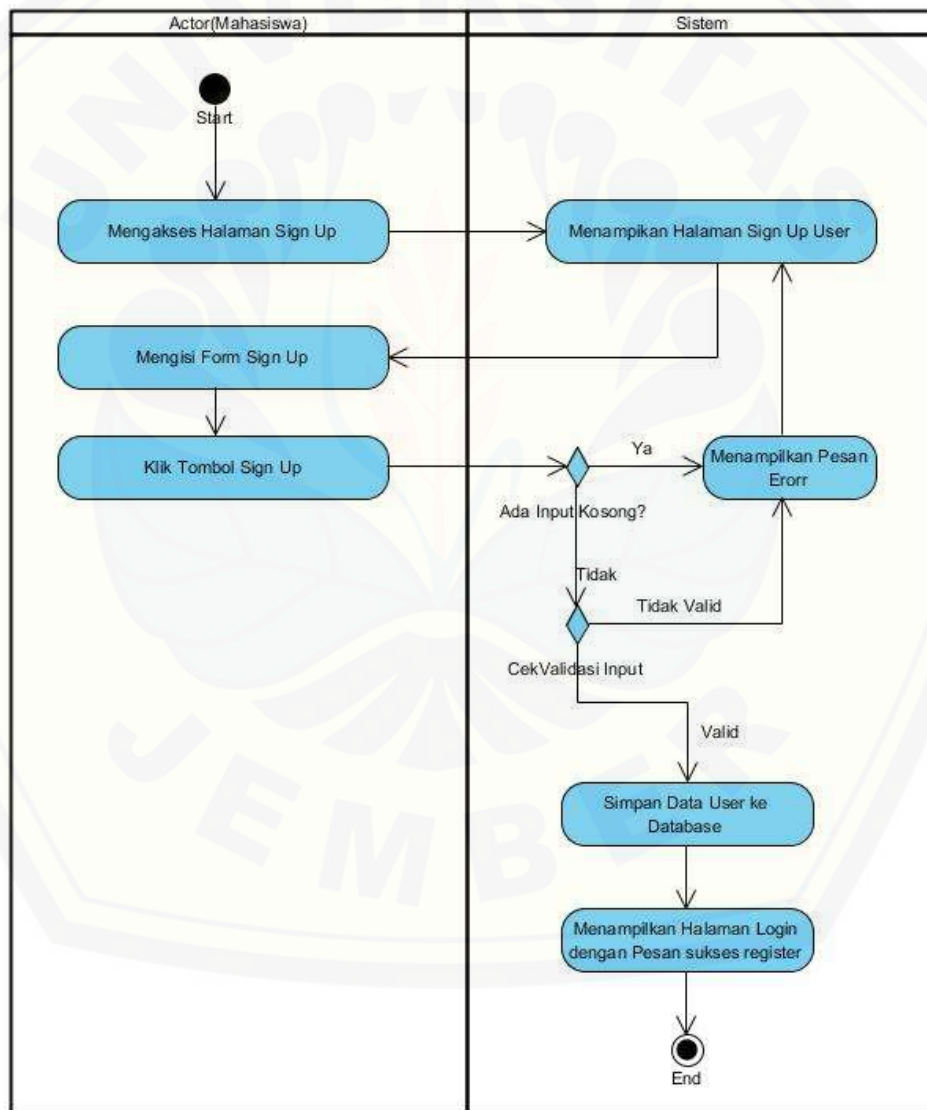 Actor(Mahasiswa)
Sistem
Start
Mengakses Halaman Sign Up
Menampikan Halaman Sign Up User
Mengisi Form Sign Up
Klik Tombol Sign Up
Ya
Menampilkan Pesan
Erorr
Ada Input Kosong?
Tidak
Tidak Valid
CekValidasi Input
Valid
Simpan Data User ke
Database
Menampilkan Halaman Login
dengan Pesan sukses register
End
UNIVERSITAS
JEMBER